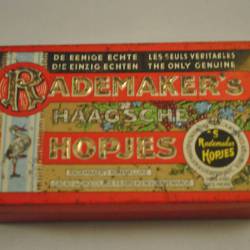 DE EENIGE ECHTE LES SEULS VERITABLES
DIE EINZIG ECHTEN THE ONLY GENUINE
RADEMAKER'S
HAAGSCHE
HOPJES
'S
Rademaker
HOPJES